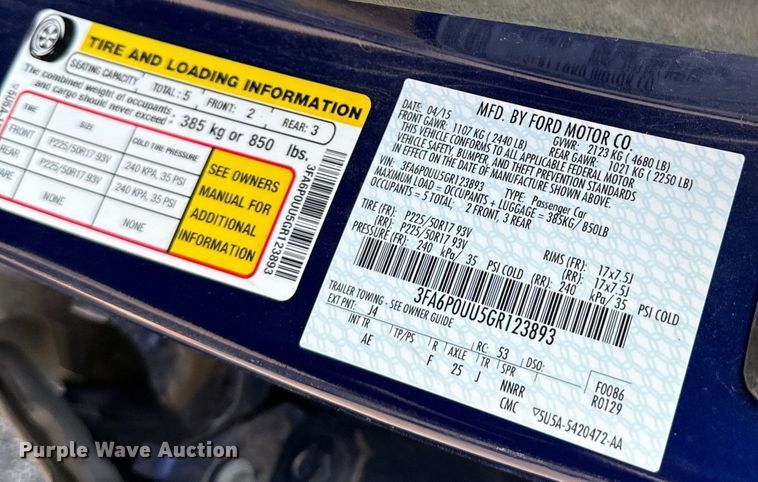 TIRE AND LOADING INFORMATION
SEATING CAPACITY TOTAL: 5 FRONT: 2 REAR: 3
The combined weight of occupants
and cargo should never exceed - 385 kg or 850 lbs.
TIRE SIZE COLD TIRE PRESSURE
FRONT P225/50R17 93V 240 KPA, 35 PSI
REAR P225/50R17 93V 240 KPA, 35 PSI
NONE NONE
SEE OWNERS
MANUAL FOR
ADDITIONAL
INFORMATION
3FA6P0UU5GR123893
MFD. BY FORD MOTOR CO.
DATE: 04/15 GVWR: 2123 KG ( 4680 LB)
FRONT GAWR: 1107 KG ( 2440 LB) REAR GAWR: 1021 KG ( 2250 LB)
THIS VEHICLE CONFORMS TO ALL APPLICABLE FEDERAL MOTOR
VEHICLE SAFETY, BUMPER, AND THEFT PREVENTION STANDARDS
IN EFFECT ON THE DATE OF MANUFACTURE SHOWN ABOVE.
VIN: 3FA6P0UU5GR123893 TYPE: Passenger Car
MAXIMUM LOAD = OCCUPANTS + LUGGAGE = 385KG/ 850LB
OCCUPANTS = 5 TOTAL: 2 FRONT, 3 REAR
TIRE (FR): P225/50R17 93V RIMS (FR): 17x7.5J
(RR): P225/50R17 93V (RR): 17x7.5J
PRESSURE (FR): 240 kPa/ 35 PSI COLD (RR): 240 kPa/35 PSI COLD
3FA6P0UU5GR123893
TRAILER TOWING - SEE OWNER GUIDE
EXT PNT: J4 RC: 53 DSO:
INT TR TP/PS R AXLE TR SPR F0086
AE F 25 J NNRR R0129
CMC 5U5A-5420472-AA
Purple Wave Auction